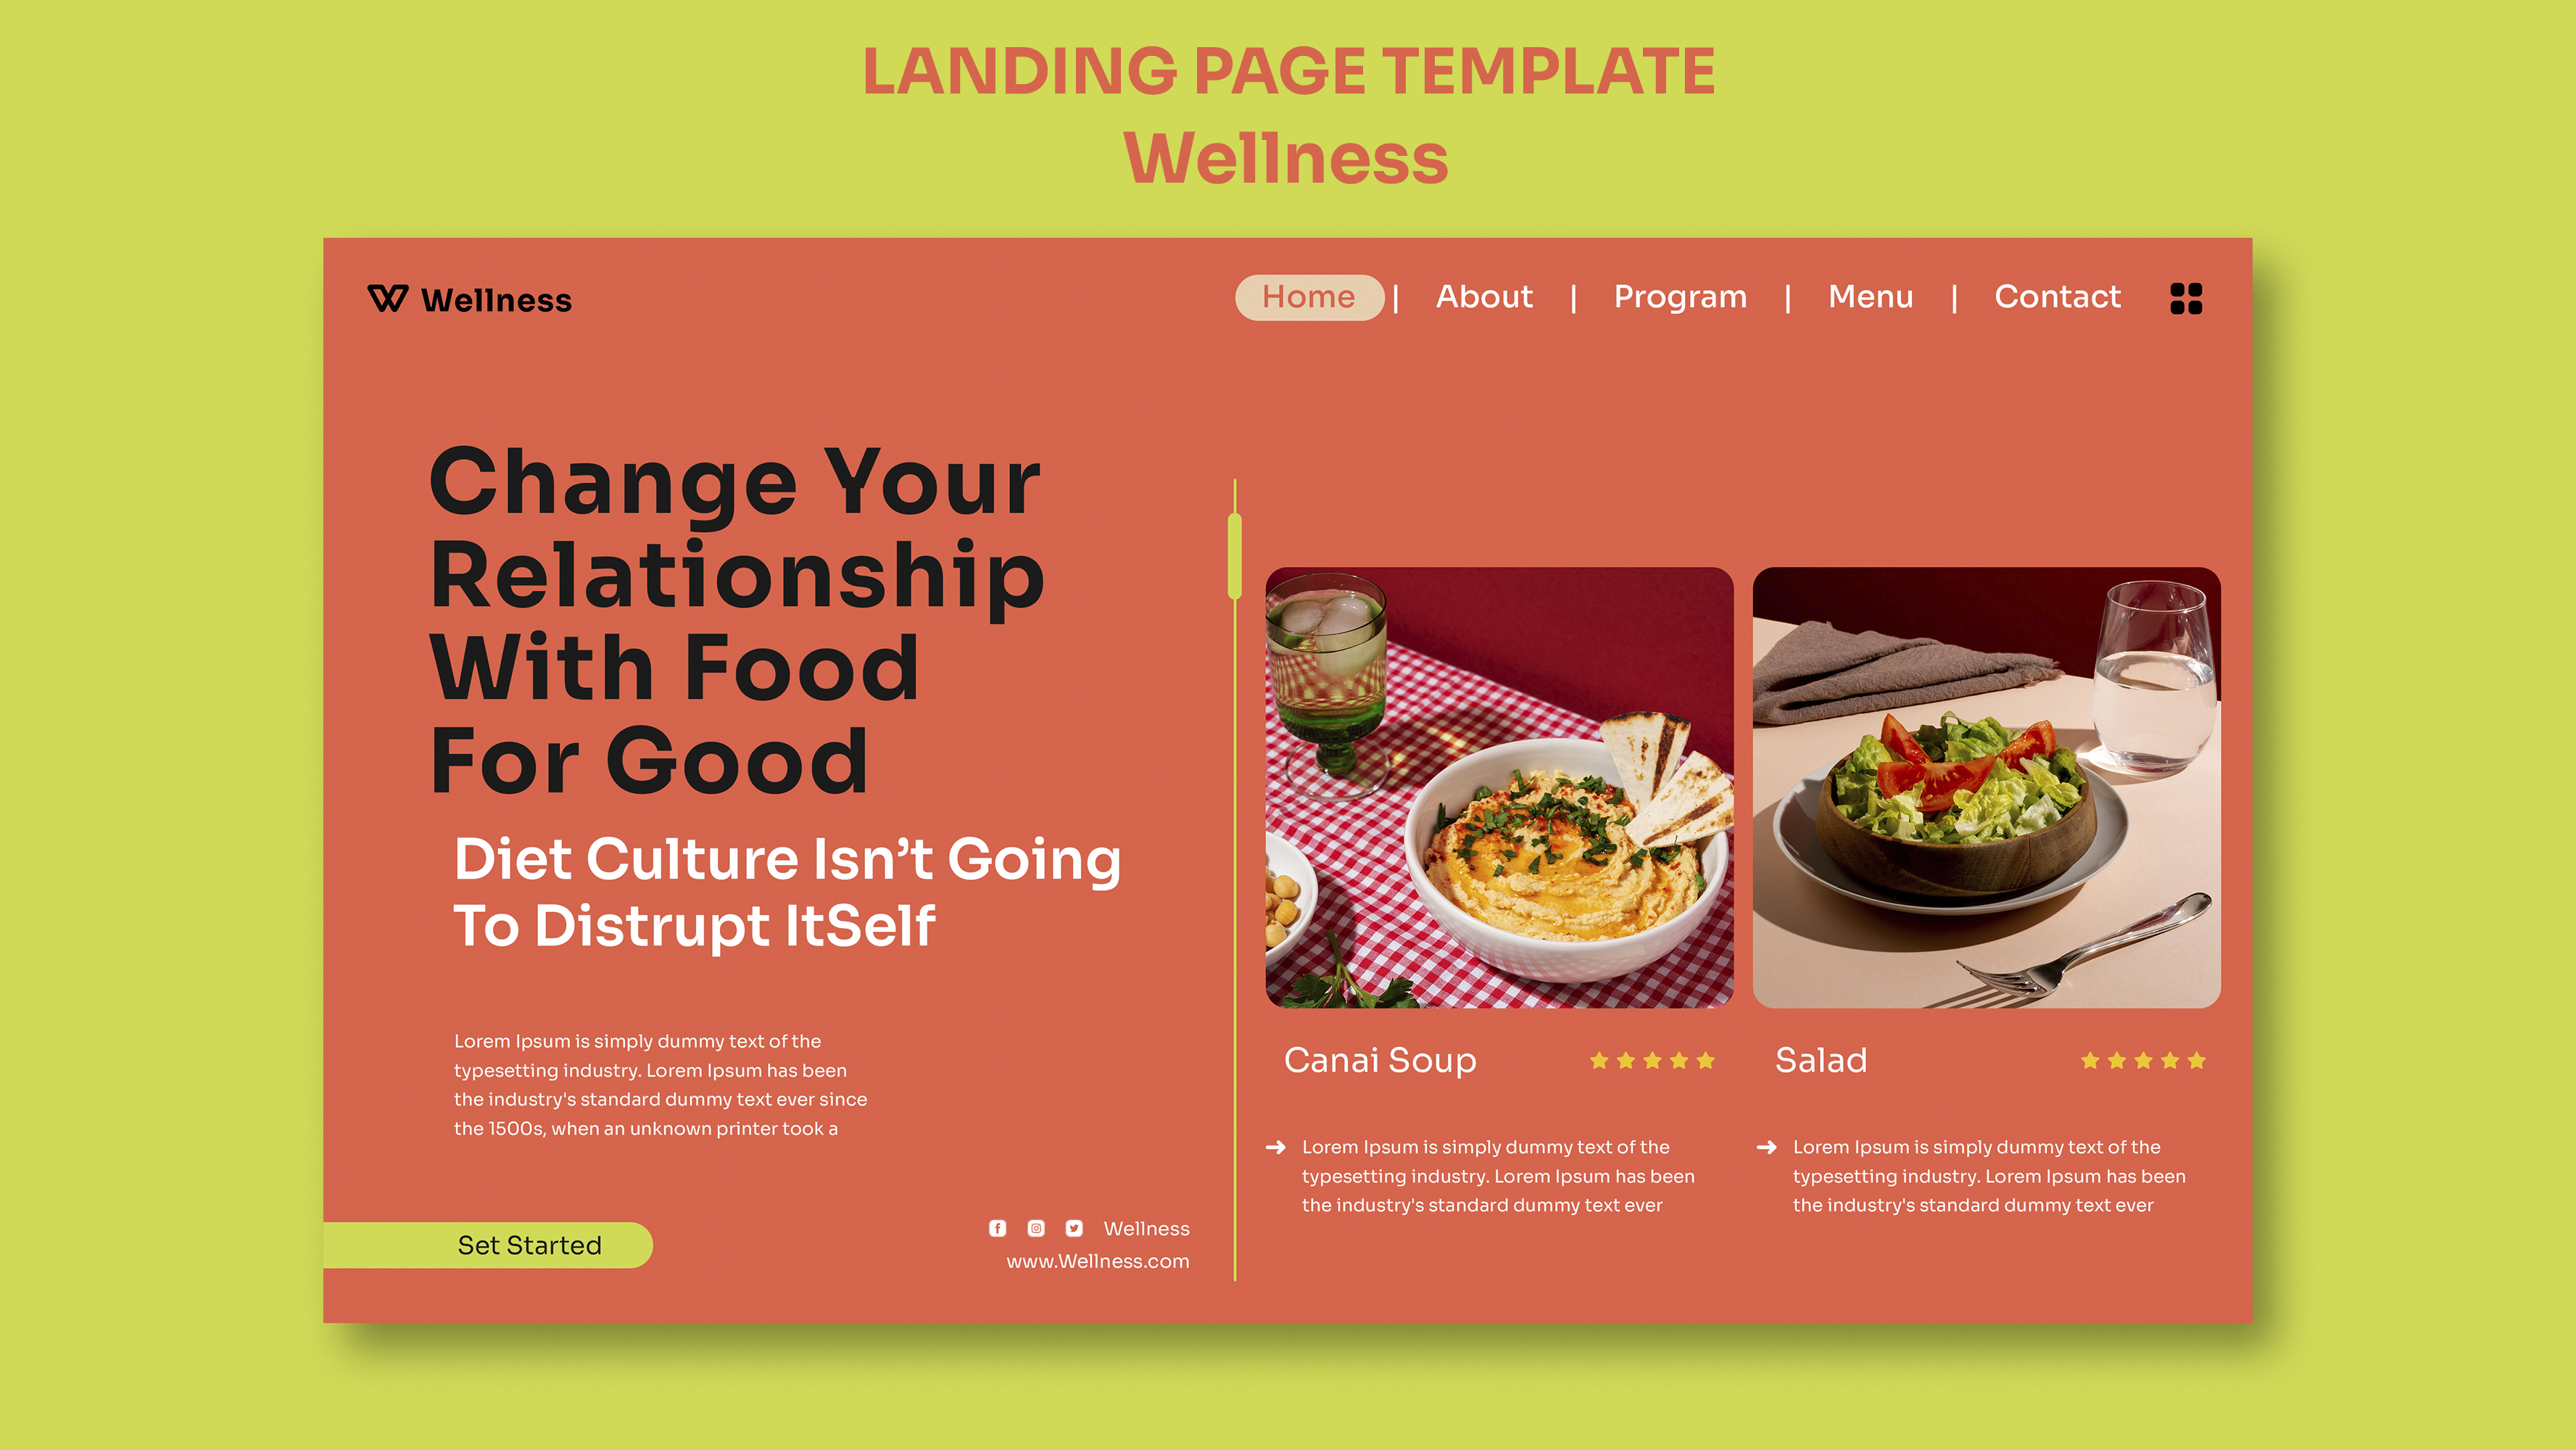 LANDING PAGE TEMPLATE
Wellness
Wellness
Home | About | Program | Menu | Contact
Change Your
Relationship
With Food
For Good
Diet Culture Isn’t Going
To Distrupt ItSelf
Lorem Ipsum is simply dummy text of the
typesetting industry. Lorem Ipsum has been
the industry's standard dummy text ever since
the 1500s, when an unknown printer took a
Set Started
Wellness
www.Wellness.com
Canai Soup
Lorem Ipsum is simply dummy text of the
typesetting industry. Lorem Ipsum has been
the industry's standard dummy text ever
Salad
Lorem Ipsum is simply dummy text of the
typesetting industry. Lorem Ipsum has been
the industry's standard dummy text ever